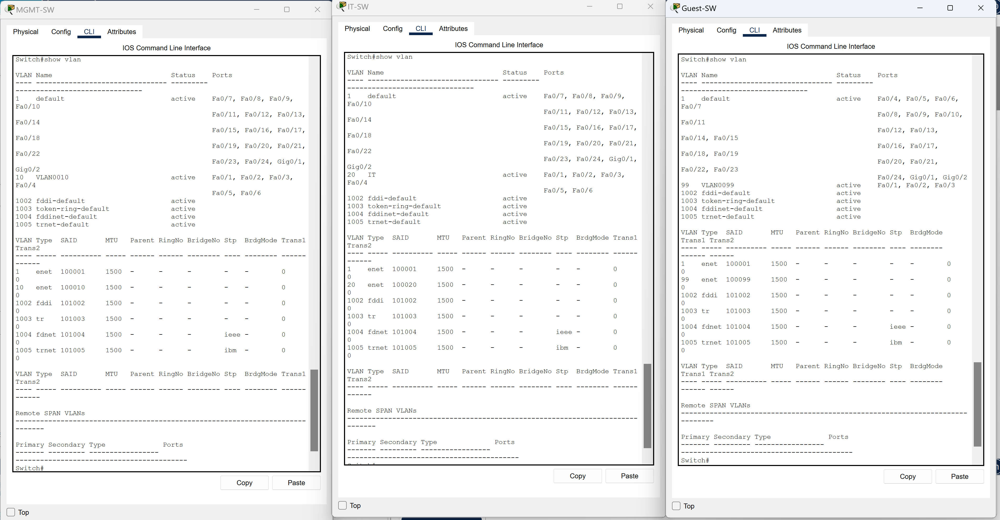 MGMT-SW
Physical Config CLI Attributes
IOS Command Line Interface
Switch#show vlan
VLAN Name Status Ports
---- -------------------------------- ---------
-------------------------------
1 default active Fa0/7, Fa0/8, Fa0/9,
Fa0/10
Fa0/11, Fa0/12, Fa0/13,
Fa0/14
Fa0/15, Fa0/16, Fa0/17,
Fa0/18
Fa0/19, Fa0/20, Fa0/21,
Fa0/22
Fa0/23, Fa0/24, Gig0/1,
Gig0/2
10 VLAN0010 active Fa0/1, Fa0/2, Fa0/3,
Fa0/4
Fa0/5, Fa0/6
1002 fddi-default active
1003 token-ring-default active
1004 fddinet-default active
1005 trnet-default active
VLAN Type SAID MTU Parent RingNo BridgeNo Stp BrdgMode Trans1
Trans2
---- ----- ---------- ----- ------ ------ -------- ---- -------- ------
------
1 enet 100001 1500 - - - - - 0
0
10 enet 100010 1500 - - - - - 0
0
1002 fddi 101002 1500 - - - - - 0
0
1003 tr 101003 1500 - - - - - 0
0
1004 fdnet 101004 1500 - - - ieee - 0
0
1005 trnet 101005 1500 - - - ibm - 0
0
VLAN Type SAID MTU Parent RingNo BridgeNo Stp BrdgMode Trans1
Trans2
---- ----- ---------- ----- ------ ------ -------- ---- -------- ------
------
Remote SPAN VLANs
-----------------------------------------------------------------------
-------
Primary Secondary Type Ports
------- --------- -----------------
------------------------------------------
Switch#
Copy Paste
Top
IT-SW
Physical Config CLI Attributes
IOS Command Line Interface
Switch#show vlan
VLAN Name Status Ports
---- -------------------------------- ---------
-------------------------------
1 default active Fa0/7, Fa0/8, Fa0/9,
Fa0/10
Fa0/11, Fa0/12, Fa0/13,
Fa0/14
Fa0/15, Fa0/16, Fa0/17,
Fa0/18
Fa0/19, Fa0/20, Fa0/21,
Fa0/22
Fa0/23, Fa0/24, Gig0/1,
Gig0/2
20 IT active Fa0/1, Fa0/2, Fa0/3,
Fa0/4
Fa0/5, Fa0/6
1002 fddi-default active
1003 token-ring-default active
1004 fddinet-default active
1005 trnet-default active
VLAN Type SAID MTU Parent RingNo BridgeNo Stp BrdgMode Trans1
Trans2
---- ----- ---------- ----- ------ ------ -------- ---- -------- ------
------
1 enet 100001 1500 - - - - - 0
0
20 enet 100020 1500 - - - - - 0
0
1002 fddi 101002 1500 - - - - - 0
0
1003 tr 101003 1500 - - - - - 0
0
1004 fdnet 101004 1500 - - - ieee - 0
0
1005 trnet 101005 1500 - - - ibm - 0
0
VLAN Type SAID MTU Parent RingNo BridgeNo Stp BrdgMode Trans1
Trans2
---- ----- ---------- ----- ------ ------ -------- ---- -------- ------
------
Remote SPAN VLANs
-----------------------------------------------------------------------
-------
Primary Secondary Type Ports
------- --------- -----------------
------------------------------------------
Copy Paste
Top
Guest-SW
Physical Config CLI Attributes
IOS Command Line Interface
Switch#show vlan
VLAN Name Status Ports
---- -------------------------------- ---------
-------------------------------
1 default active Fa0/4, Fa0/5, Fa0/6,
Fa0/7
Fa0/8, Fa0/9, Fa0/10,
Fa0/11
Fa0/12, Fa0/13,
Fa0/14, Fa0/15
Fa0/16, Fa0/17,
Fa0/18, Fa0/19
Fa0/20, Fa0/21,
Fa0/22, Fa0/23
Fa0/24, Gig0/1, Gig0/2
99 VLAN0099 active Fa0/1, Fa0/2, Fa0/3
1002 fddi-default active
1003 token-ring-default active
1004 fddinet-default active
1005 trnet-default active
VLAN Type SAID MTU Parent RingNo BridgeNo Stp BrdgMode
Trans1 Trans2
---- ----- ---------- ----- ------ ------ -------- ---- --------
------ ------
1 enet 100001 1500 - - - - - 0
0
99 enet 100099 1500 - - - - - 0
0
1002 fddi 101002 1500 - - - - - 0
0
1003 tr 101003 1500 - - - - - 0
0
1004 fdnet 101004 1500 - - - ieee - 0
0
1005 trnet 101005 1500 - - - ibm - 0
0
VLAN Type SAID MTU Parent RingNo BridgeNo Stp BrdgMode
Trans1 Trans2
---- ----- ---------- ----- ------ ------ -------- ---- --------
------ ------
Remote SPAN VLANs
----------------------------------------------------------------------
--------
Primary Secondary Type Ports
------- --------- -----------------
------------------------------------------
Switch#
Copy Paste
Top